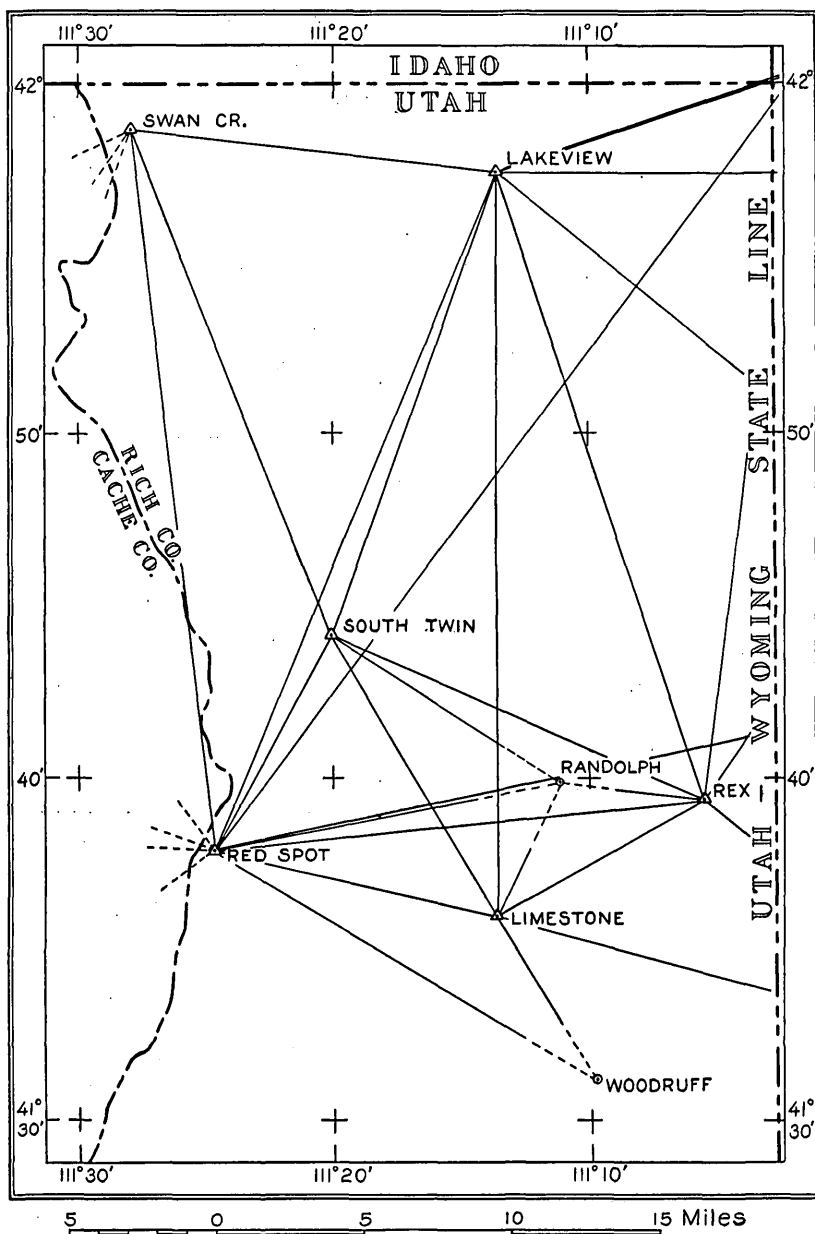 111° 30′ 111° 20′ 111° 10′
IDAHO
42° UTAH 42°
SWAN CR.
LAKEVIEW
50′ 50′
RICH CO.
CACHE CO.
SOUTH TWIN
RANDOLPH
40′ 40′
REX
RED SPOT
LIMESTONE
WOODRUFF
UTAH – WYOMING STATE LINE
41° 30′ 41° 30′
111° 30′ 111° 20′ 111° 10′
5 0 5 10 15 Miles